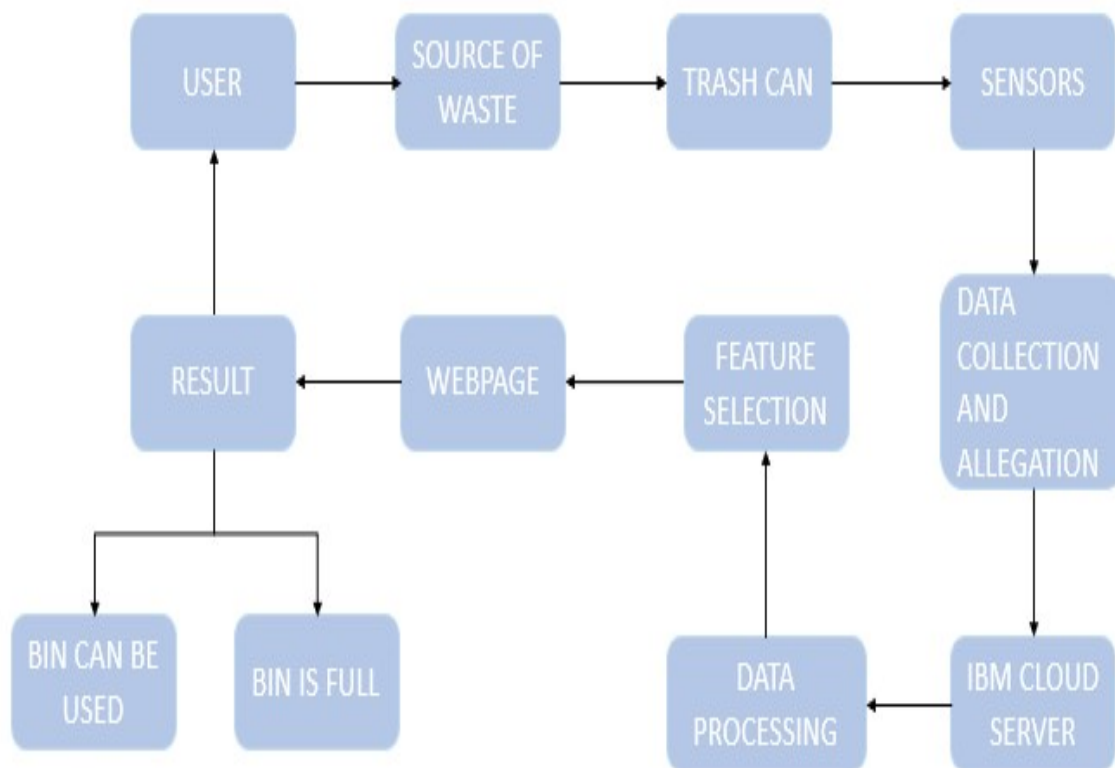 USER
SOURCE OF
WASTE
TRASH CAN
SENSORS
DATA
COLLECTION
AND
ALLEGATION
RESULT
WEBPAGE
FEATURE
SELECTION
BIN CAN BE
USED
BIN IS FULL
DATA
PROCESSING
IBM CLOUD
SERVER